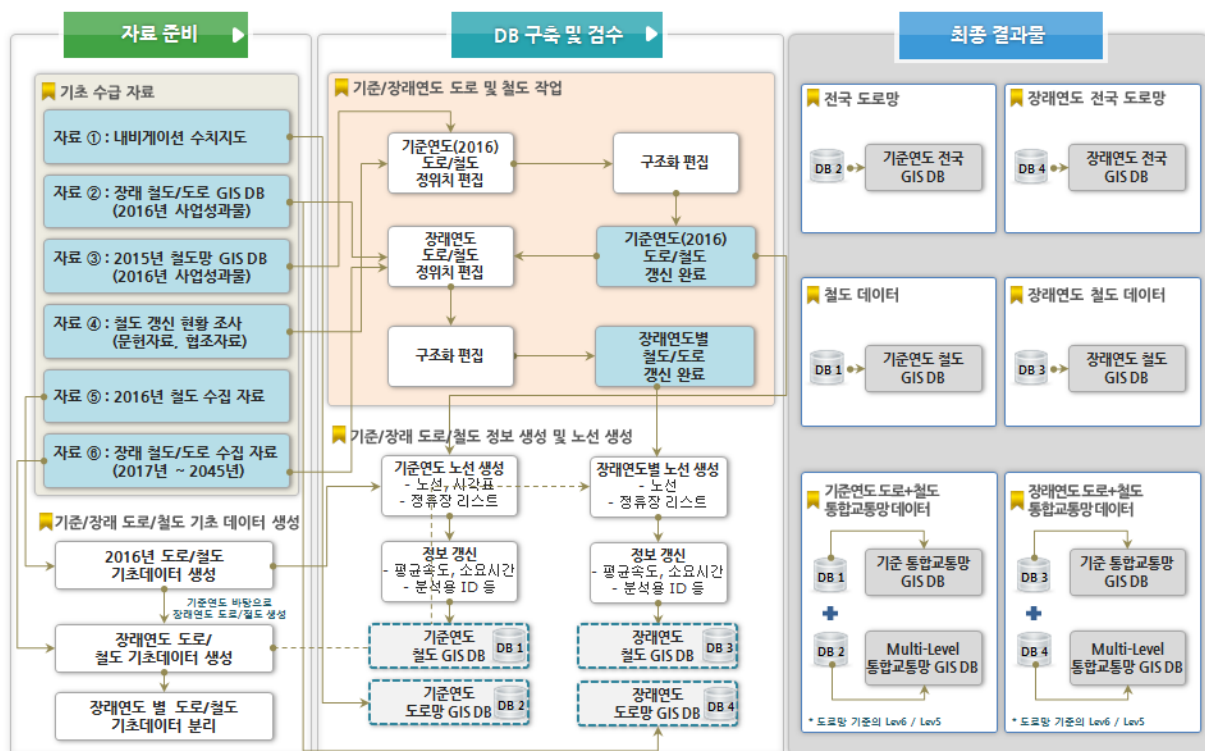 자료 준비
기초 수급 자료
자료 ① : 내비게이션 수치지도
자료 ② : 장래 철도/도로 GIS DB
(2016년 사업성과물)
자료 ③ : 2015년 철도망 GIS DB
(2016년 사업성과물)
자료 ④ : 철도 갱신 현황 조사
(문헌자료, 협조자료)
자료 ⑤ : 2016년 철도 수집 자료
자료 ⑥ : 장래 철도/도로 수집 자료
(2017년 ~ 2045년)
기준/장래 도로/철도 기초 데이터 생성
2016년 도로/철도
기초데이터 생성
기준연도 바탕으로
장래연도 도로/철도 생성
장래연도 도로/
철도 기초데이터 생성
장래연도 별 도로/철도
기초데이터 분리
DB 구축 및 검수
기준/장래연도 도로 및 철도 작업
기준연도(2016)
도로/철도
정위치 편집
구조화 편집
장래연도
도로/철도
정위치 편집
기준연도(2016)
도로/철도
갱신 완료
구조화 편집
장래연도별
철도/도로
갱신 완료
기준/장래 도로/철도 정보 생성 및 노선 생성
기준연도 노선 생성
- 노선, 시각표
- 정류장 리스트
장래연도별 노선 생성
- 노선
- 정류장 리스트
정보 갱신
- 평균속도, 소요시간
- 분석용 ID 등
정보 갱신
- 평균속도, 소요시간
- 분석용 ID 등
기준연도
철도 GIS DB
DB 1
장래연도
철도 GIS DB
DB 3
기준연도
도로망 GIS DB
DB 2
장래연도
도로망 GIS DB
DB 4
최종 결과물
전국 도로망
DB 2
기준연도 전국
GIS DB
장래연도 전국 도로망
DB 4
장래연도 전국
GIS DB
철도 데이터
DB 1
기준연도 철도
GIS DB
장래연도 철도 데이터
DB 3
장래연도 철도
GIS DB
기준연도 도로+철도
통합교통망 데이터
DB 1
기준 통합교통망
GIS DB
DB 2
Multi-Level
통합교통망 GIS DB
* 도로망 기준의 Lev6 / Lev5
장래연도 도로+철도
통합교통망 데이터
DB 3
기준 통합교통망
GIS DB
DB 4
Multi-Level
통합교통망 GIS DB
* 도로망 기준의 Lev6 / Lev5